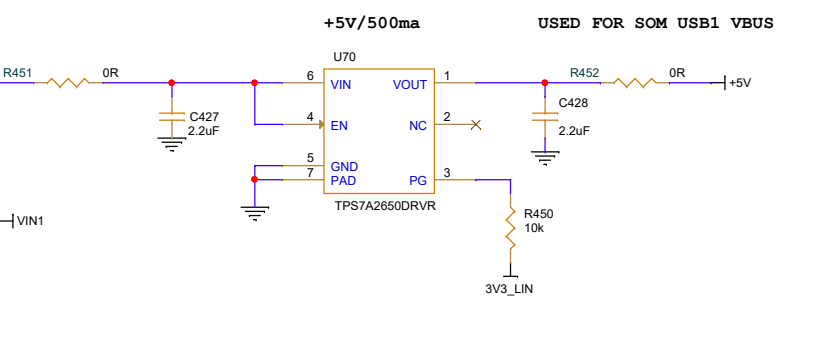 +5V/500ma
USED FOR SOM USB1 VBUS
U70
R451
0R
6
VIN
VOUT
1
R452
0R
+5V
C427
2.2uF
4
EN
NC
2
C428
2.2uF
5
GND
7
PAD
PG
3
TPS7A2650DRVR
VIN1
R450
10k
3V3_LIN